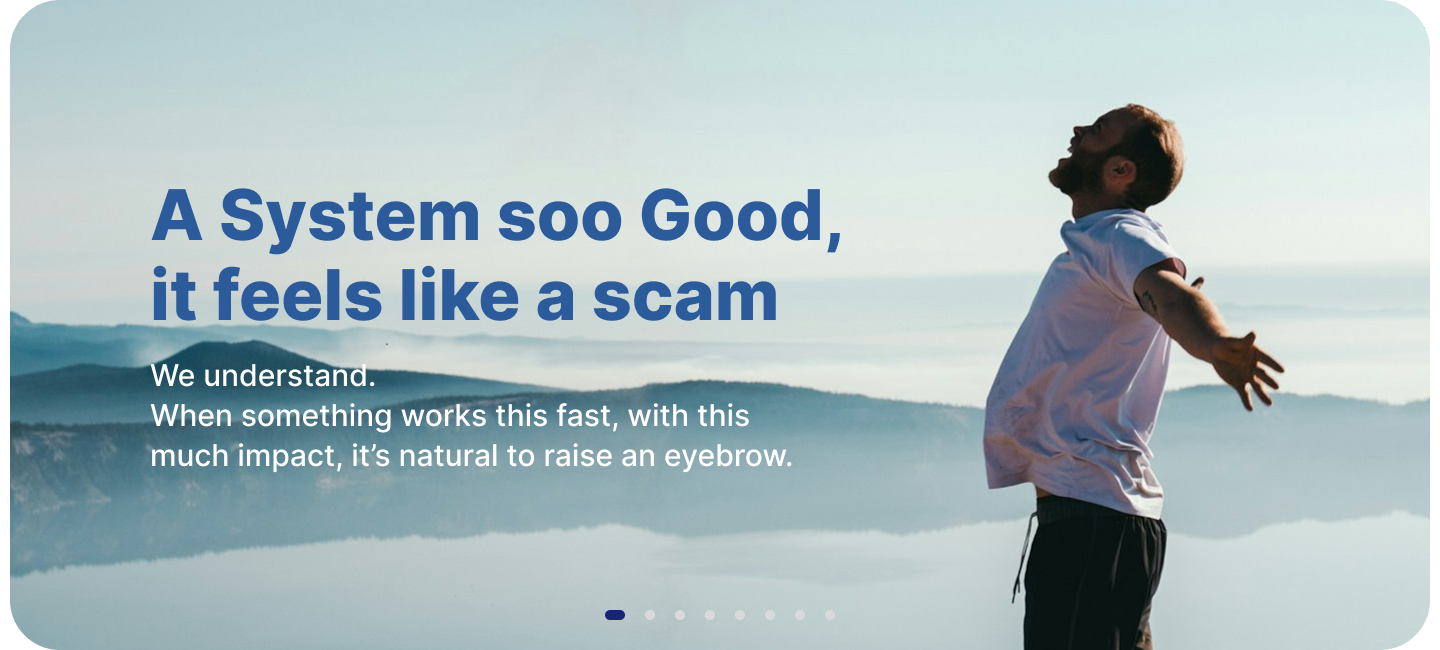 A System soo Good,
it feels like a scam
We understand.
When something works this fast, with this
much impact, it’s natural to raise an eyebrow.